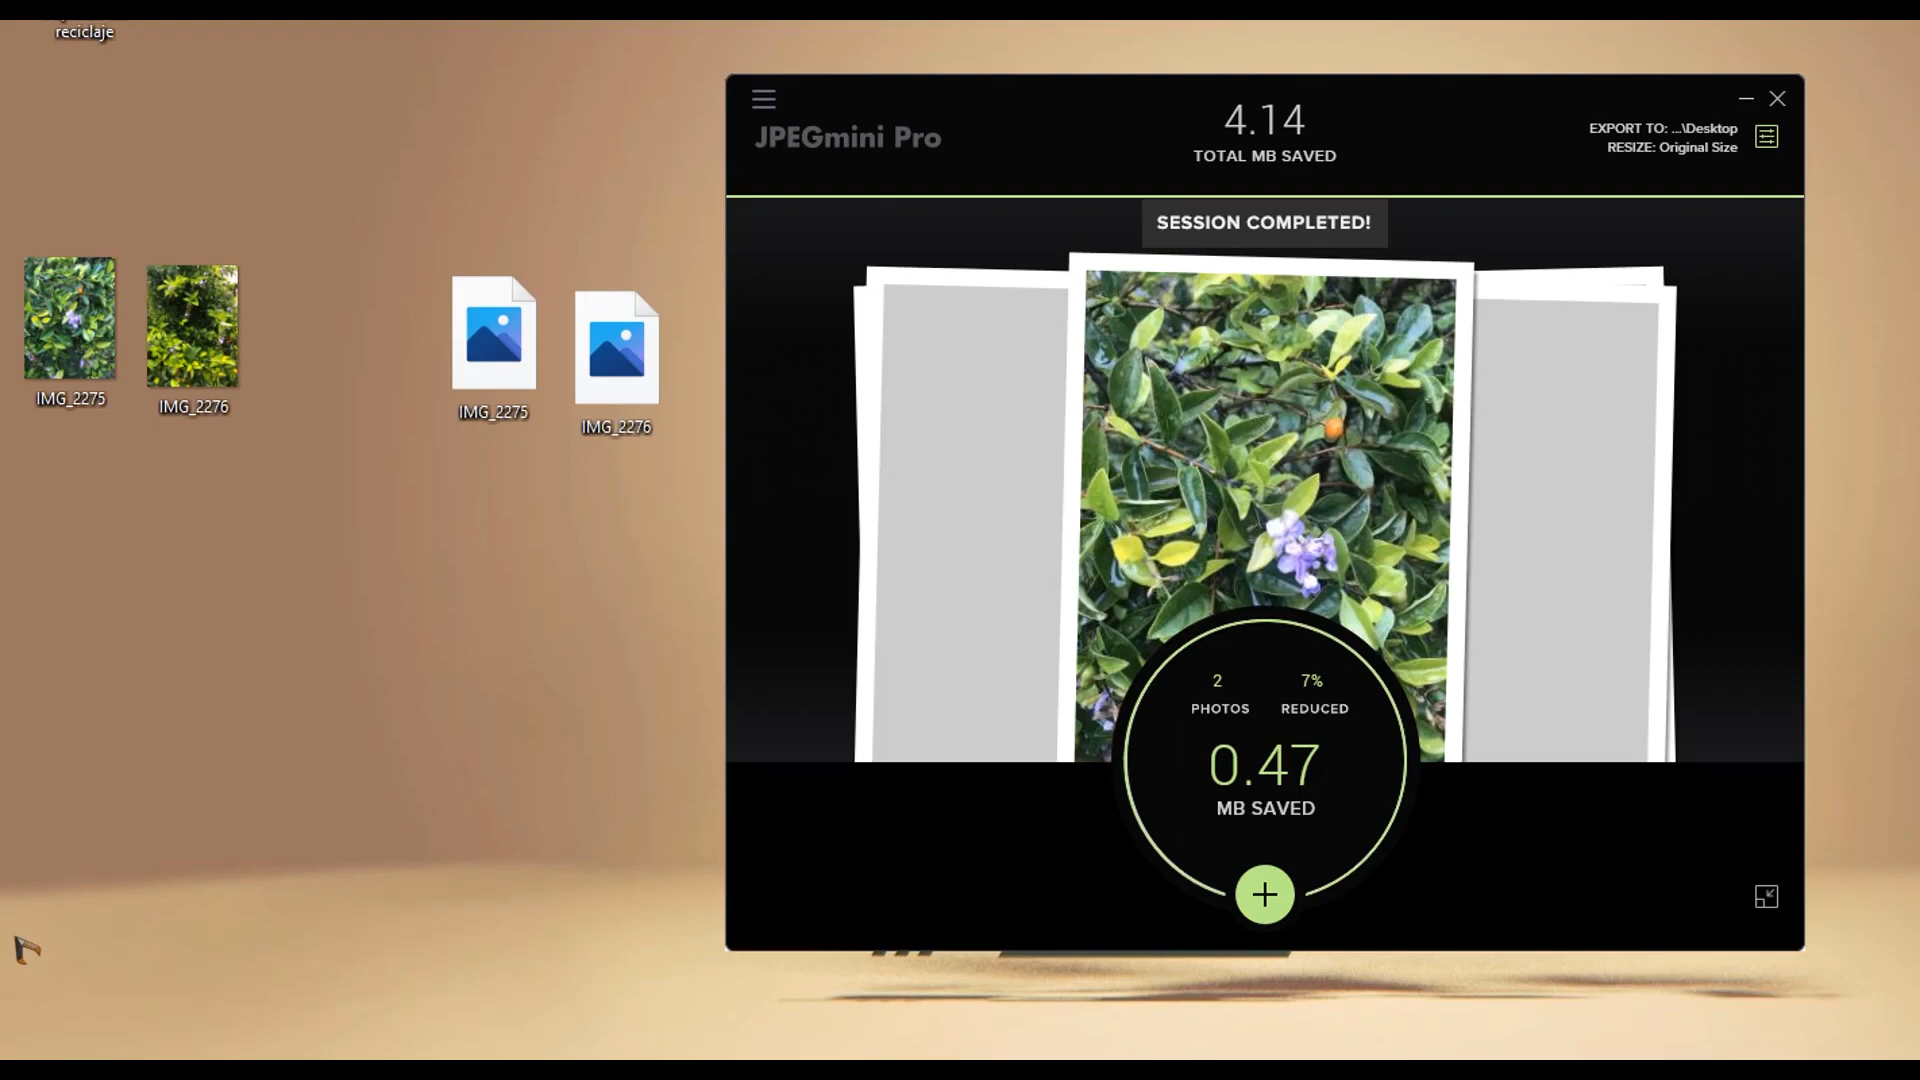 reciclaje
IMG_2275
IMG_2276
IMG_2275
IMG_2276
JPEGmini Pro
4.14
TOTAL MB SAVED
EXPORT TO: ...\Desktop
RESIZE: Original Size
SESSION COMPLETED!
2 7%
PHOTOS REDUCED
0.47
MB SAVED